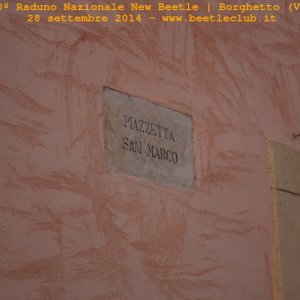 º Raduno Nazionale New Beetle | Borghetto (V
28 settembre 2014 - www.beetleclub.it
PIAZZETTA
SAN MARCO